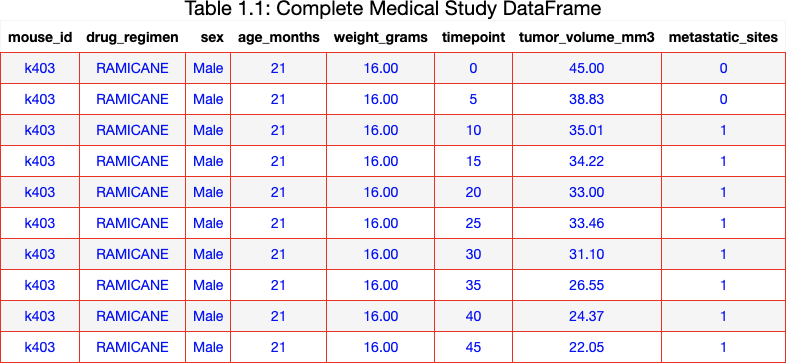 Table 1.1: Complete Medical Study DataFrame
mouse_id drug_regimen sex age_months weight_grams timepoint tumor_volume_mm3 metastatic_sites
k403 RAMICANE Male 21 16.00 0 45.00 0
k403 RAMICANE Male 21 16.00 5 38.83 0
k403 RAMICANE Male 21 16.00 10 35.01 1
k403 RAMICANE Male 21 16.00 15 34.22 1
k403 RAMICANE Male 21 16.00 20 33.00 1
k403 RAMICANE Male 21 16.00 25 33.46 1
k403 RAMICANE Male 21 16.00 30 31.10 1
k403 RAMICANE Male 21 16.00 35 26.55 1
k403 RAMICANE Male 21 16.00 40 24.37 1
k403 RAMICANE Male 21 16.00 45 22.05 1